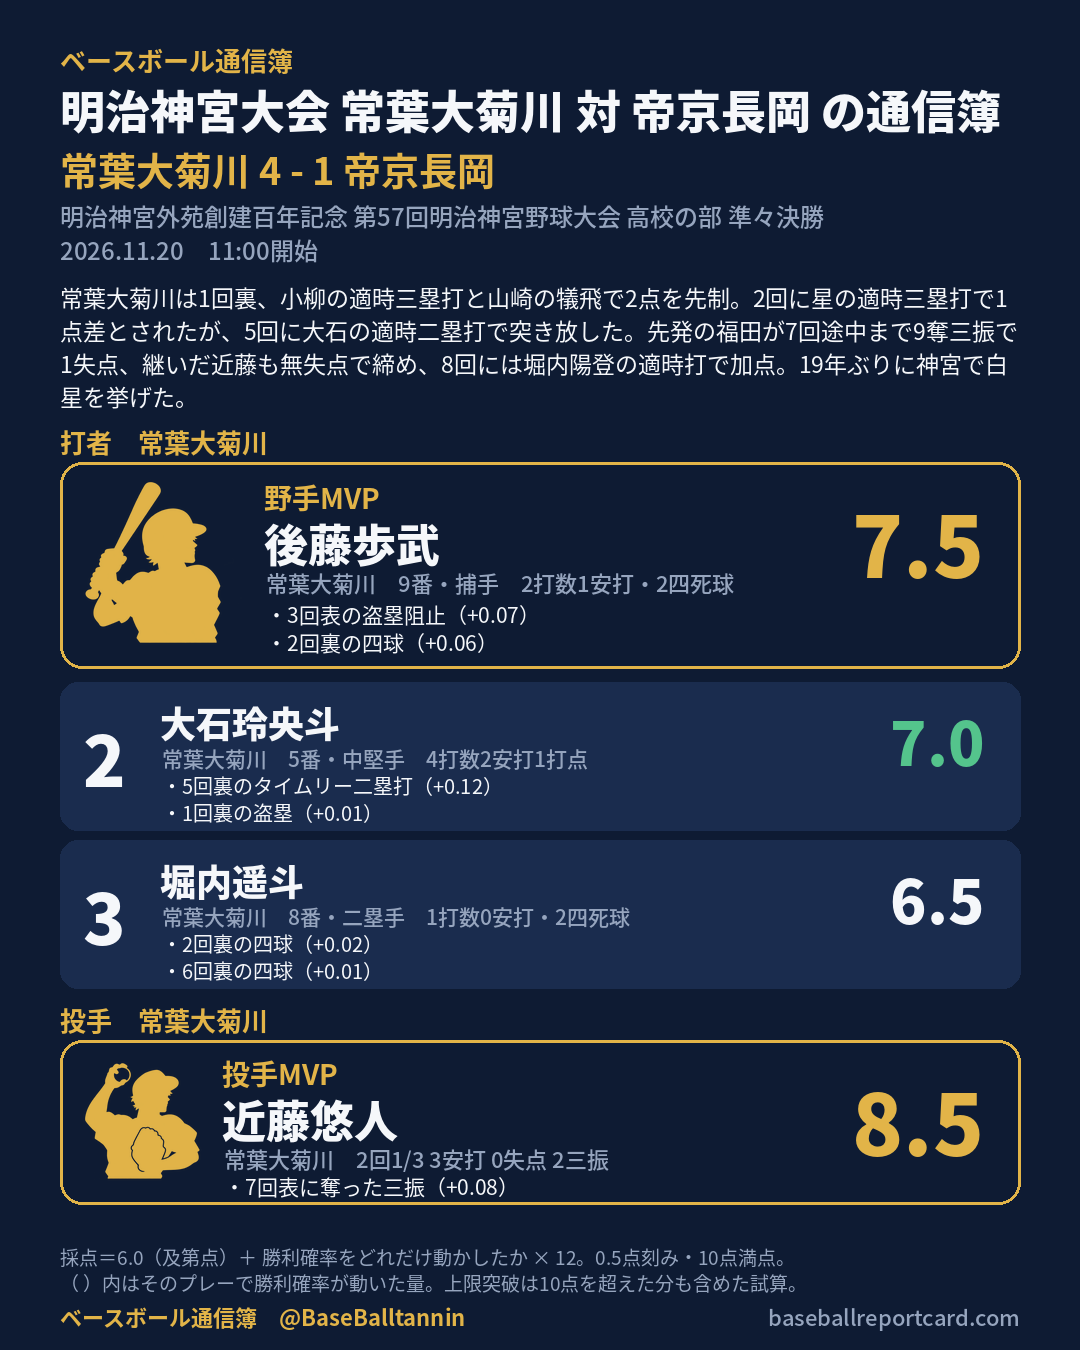 ベースボール通信簿
明治神宮大会 常葉大菊川 対 帝京長岡 の通信簿
常葉大菊川 4 - 1 帝京長岡
明治神宮外苑創建百年記念 第57回明治神宮野球大会 高校の部 準々決勝
2026.11.20　11:00開始
常葉大菊川は1回裏、小柳の適時三塁打と山崎の犠飛で2点を先制。2回に星の適時三塁打で1
点差とされたが、5回に大石の適時二塁打で突き放した。先発の福田が7回途中まで9奪三振で
1失点、継いだ近藤も無失点で締め、8回には堀内陽登の適時打で加点。19年ぶりに神宮で白
星を挙げた。
打者　常葉大菊川
野手MVP
後藤歩武
常葉大菊川　9番・捕手　2打数1安打・2四死球
・3回表の盗塁阻止（+0.07）
・2回裏の四球（+0.06）
7.5
2
大石玲央斗
常葉大菊川　5番・中堅手　4打数2安打1打点
・5回裏のタイムリー二塁打（+0.12）
・1回裏の盗塁（+0.01）
7.0
3
堀内遥斗
常葉大菊川　8番・二塁手　1打数0安打・2四死球
・2回裏の四球（+0.02）
・6回裏の四球（+0.01）
6.5
投手　常葉大菊川
投手MVP
近藤悠人
常葉大菊川　2回1/3 3安打 0失点 2三振
・7回表に奪った三振（+0.08）
8.5
採点＝6.0（及第点）＋ 勝利確率をどれだけ動かしたか × 12。0.5点刻み・10点満点。
（ ）内はそのプレーで勝利確率が動いた量。上限突破は10点を超えた分も含めた試算。
ベースボール通信簿　@BaseBalltannin
baseballreportcard.com